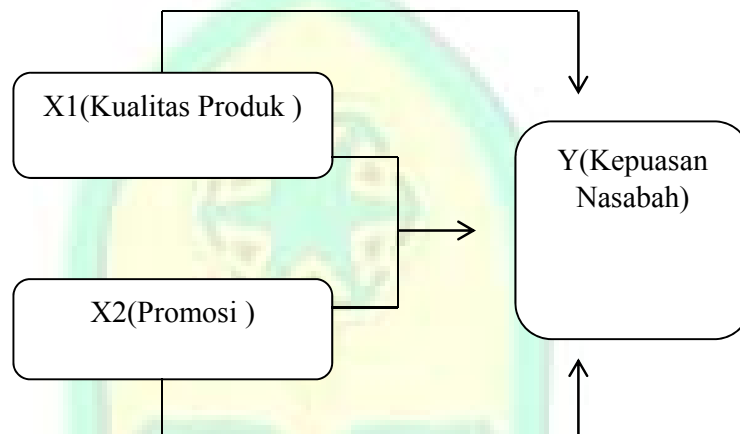 X1(Kualitas Produk )
Y(Kepuasan
Nasabah)
X2(Promosi )